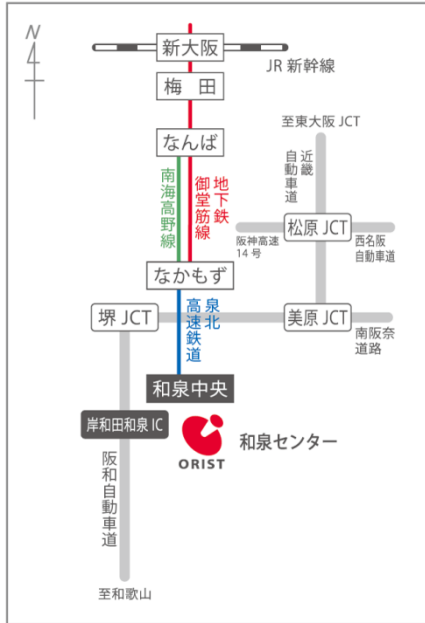 N
新大阪
JR 新幹線
梅 田
至東大阪 JCT
なんば
近畿
自動車道
南海高野線
地下鉄
御堂筋線
松原 JCT
阪神高速
14 号
西名阪
自動車道
なかもず
堺 JCT
泉北
高速鉄道
美原 JCT
南阪奈
道路
和泉中央
岸和田和泉 IC
和泉センター
ORIST
阪和自動車道
至和歌山